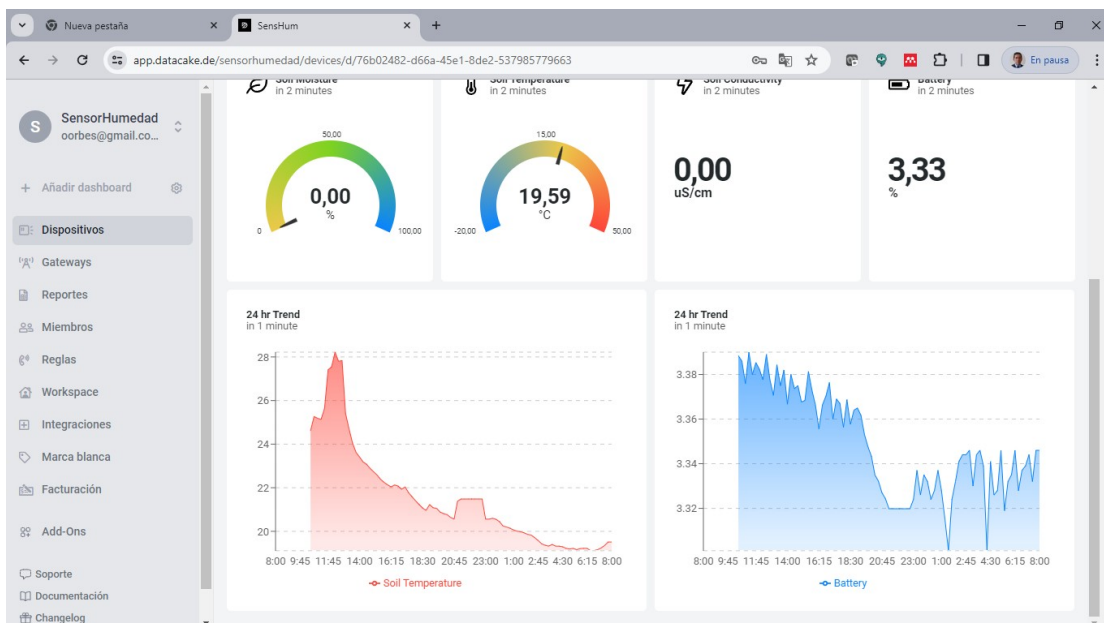 Nueva pestaña
SensHum
app.datacake.de/sensorhumedad/devices/d/76b02482-d66a-45e1-8de2-537985779663
En pausa
S
SensorHumedad
oorbes@gmail.co...
Añadir dashboard
Dispositivos
Gateways
Reportes
Miembros
Reglas
Workspace
Integraciones
Marca blanca
Facturación
Add-Ons
Soporte
Documentación
Changelog
Soil Moisture
in 2 minutes
50,00
0,00
%
0
100,00
Soil Temperature
in 2 minutes
15,00
19,59
°C
-20,00
50,00
Soil Conductivity
in 2 minutes
0,00
uS/cm
Battery
in 2 minutes
3,33
%
24 hr Trend
in 1 minute
28
26
24
22
20
8:00 9:45 11:45 14:00 16:15 18:30 20:45 23:00 1:00 2:45 4:30 6:15 8:00
Soil Temperature
24 hr Trend
in 1 minute
3.38
3.36
3.34
3.32
8:00 9:45 11:45 14:00 16:15 18:30 20:45 23:00 1:00 2:45 4:30 6:15 8:00
Battery